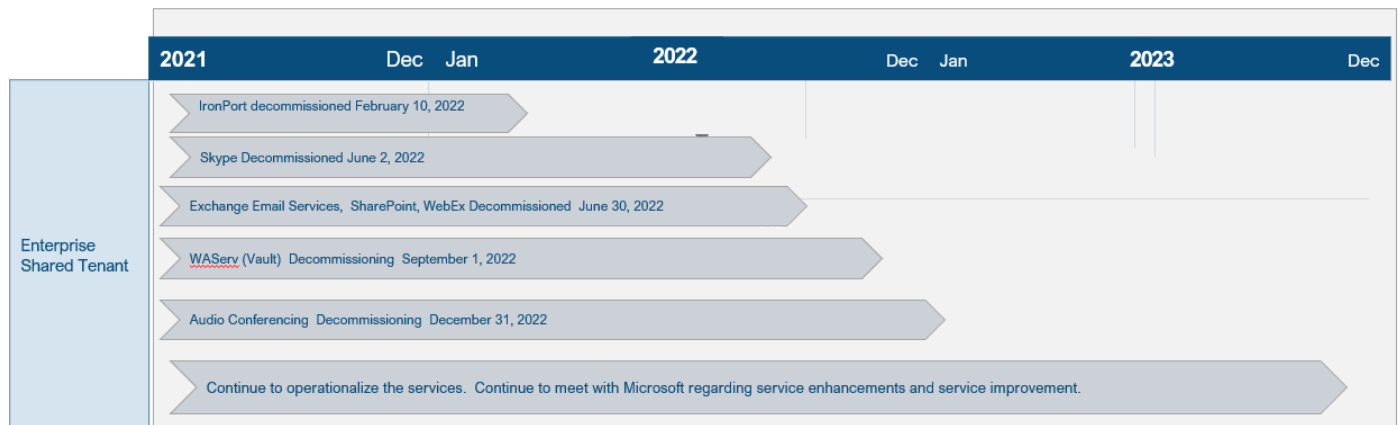 2021 Dec Jan 2022 Dec Jan 2023 Dec
IronPort decommissioned February 10, 2022
Skype Decommissioned June 2, 2022
Exchange Email Services, SharePoint, WebEx Decommissioned June 30, 2022
Enterprise
Shared Tenant
WAServ (Vault) Decommissioning September 1, 2022
Audio Conferencing Decommissioning December 31, 2022
Continue to operationalize the services. Continue to meet with Microsoft regarding service enhancements and service improvement.